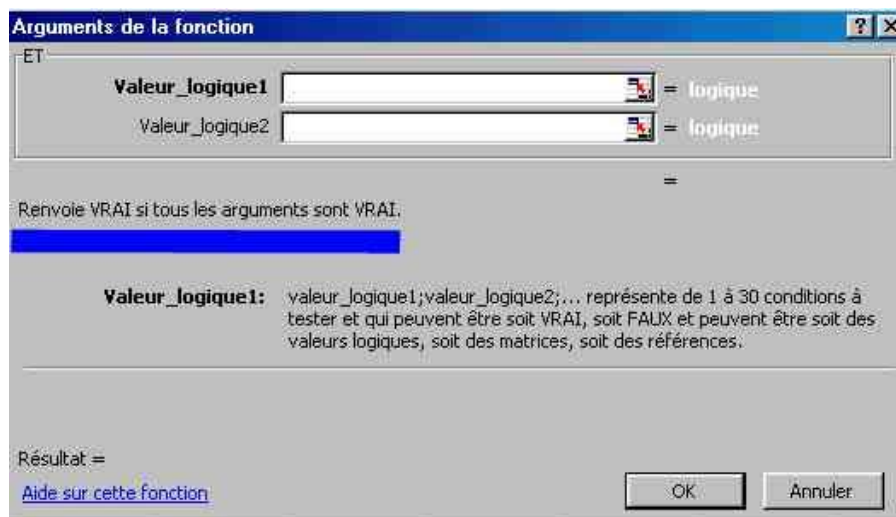 Arguments de la fonction
ET
Valeur_logique1 = logique
Valeur_logique2 = logique
=
Renvoie VRAI si tous les arguments sont VRAI.
Valeur_logique1: valeur_logique1;valeur_logique2;... représente de 1 à 30 conditions à
tester et qui peuvent être soit VRAI, soit FAUX et peuvent être soit des
valeurs logiques, soit des matrices, soit des références.
Résultat =
Aide sur cette fonction
OK
Annuler